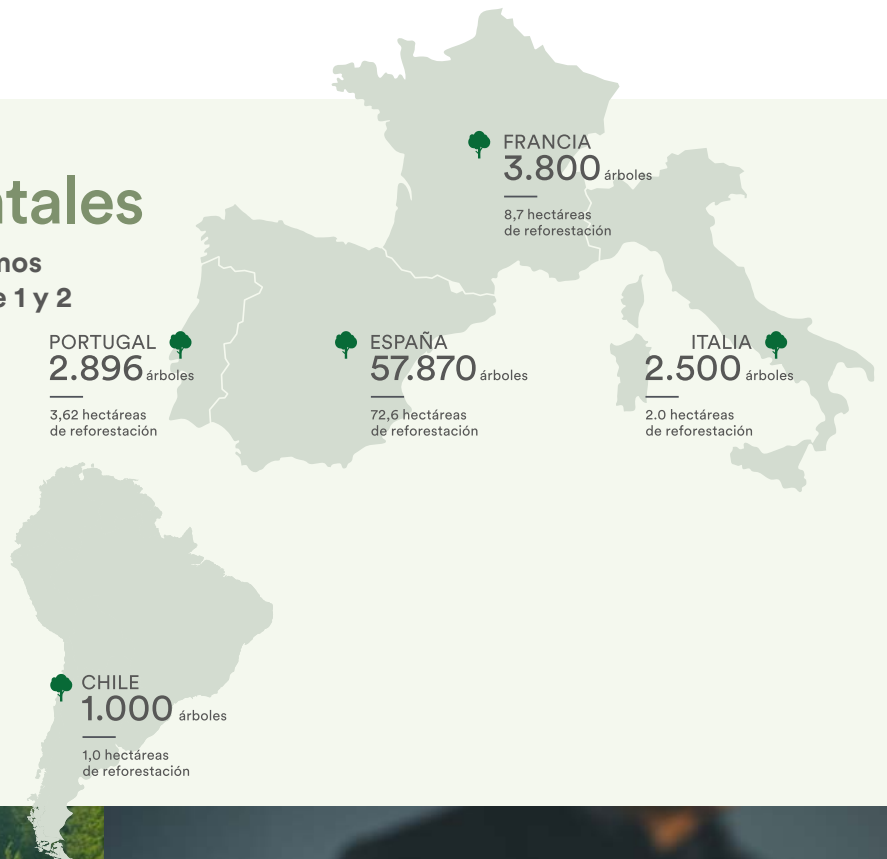 FRANCIA
3.800 árboles
8,7 hectáreas
de reforestación
1 y 2
PORTUGAL
2.896 árboles
3,62 hectáreas
de reforestación
ESPAÑA
57.870 árboles
72,6 hectáreas
de reforestación
ITALIA
2.500 árboles
2.0 hectáreas
de reforestación
CHILE
1.000 árboles
1,0 hectáreas
de reforestación